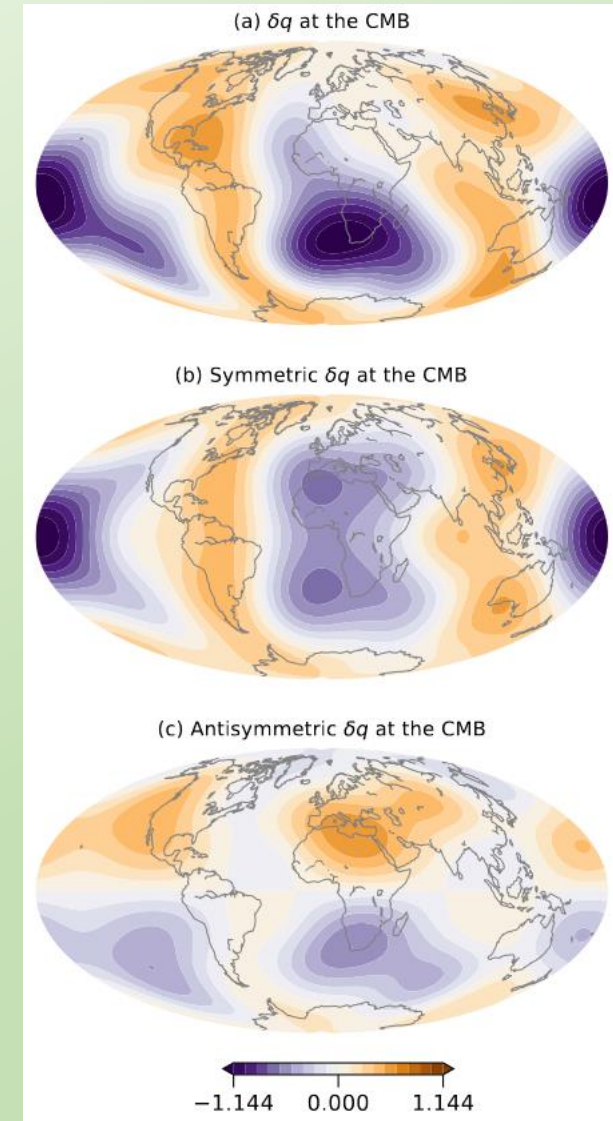 (a) δq at the CMB
(b) Symmetric δq at the CMB
(c) Antisymmetric δq at the CMB
−1.144 0.000 1.144